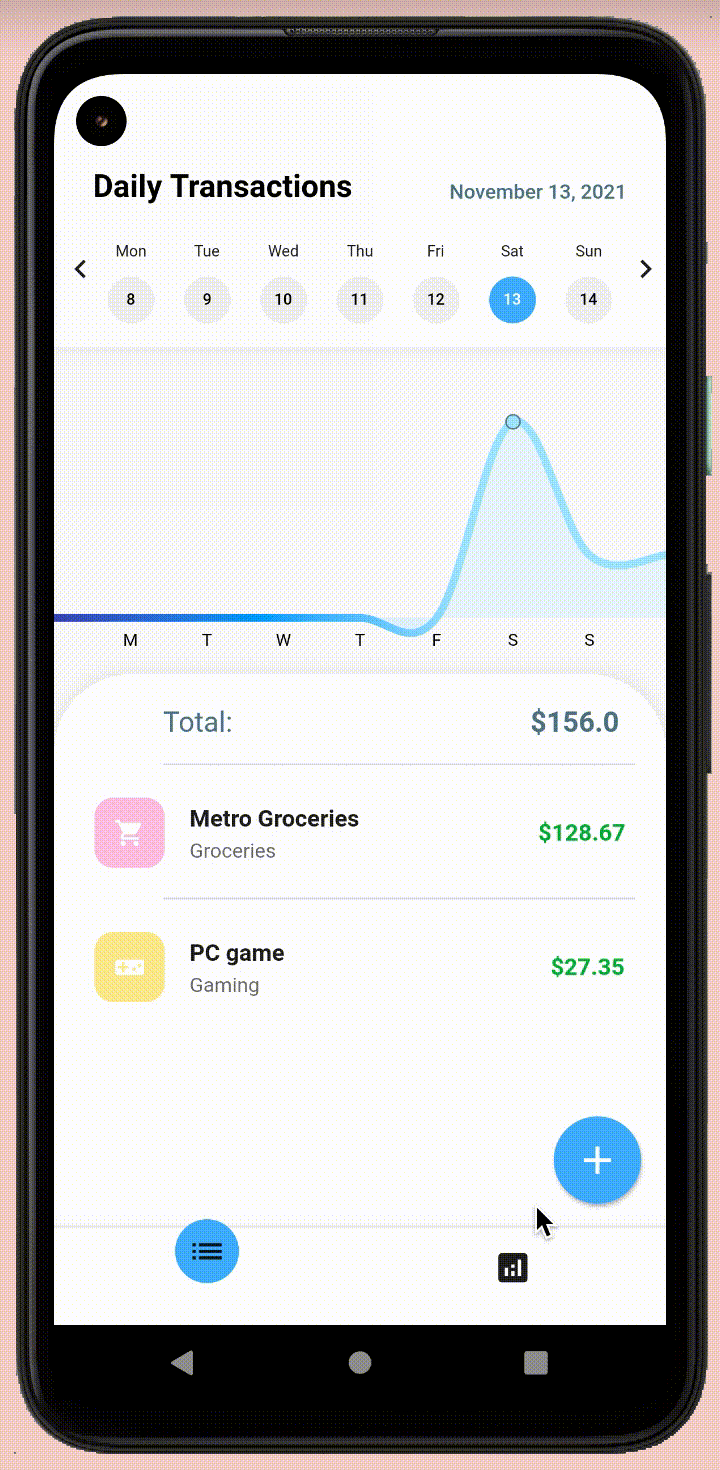 Daily Transactions
November 13, 2021
Mon Tue Wed Thu Fri Sat Sun
8 9 10 11 12 13 14
M T W T F S S
Total: $156.0
Metro Groceries
$128.67
Groceries
PC game
$27.35
Gaming